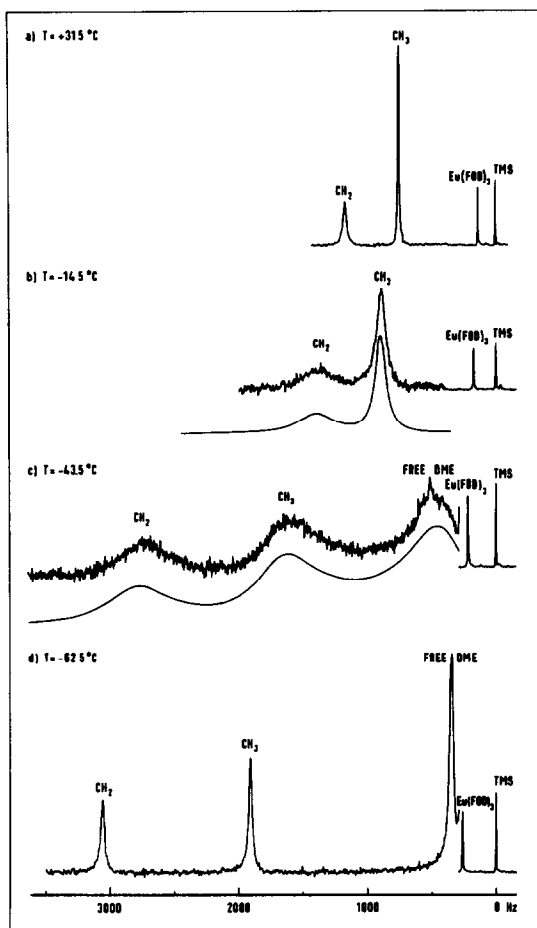 a) T = +31 5 °C
CH3
CH2
Eu(FOD)3
TMS
b) T = -14 5 °C
CH3
CH2
Eu(FOD)3
TMS
c) T = -43.5 °C
FREE DME
Eu(FOD)3
TMS
CH3
CH2
d) T = -62 5 °C
FREE DME
CH3
TMS
CH2
Eu(FOD)3
3000 2000 1000 0 Hz